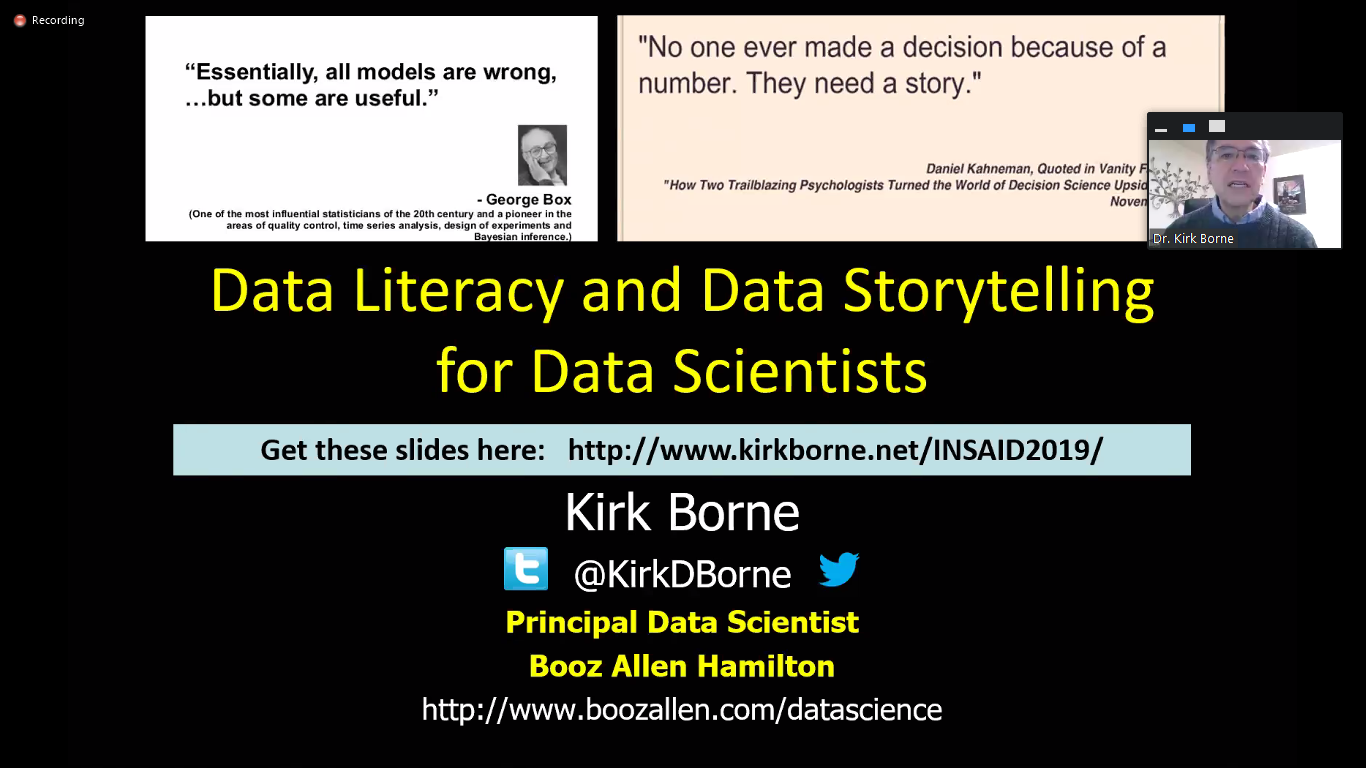 Recording
“Essentially, all models are wrong,
…but some are useful.”
- George Box
(One of the most influential statisticians of the 20th century and a pioneer in the
areas of quality control, time series analysis, design of experiments and
Bayesian inference.)
"No one ever made a decision because of a
number. They need a story."
Daniel Kahneman, Quoted in Vanity
"How Two Trailblazing Psychologists Turned the World of Decision Science
Dr. Kirk Borne
Data Literacy and Data Storytelling
for Data Scientists
Get these slides here: http://www.kirkborne.net/INSAID2019/
Kirk Borne
@KirkDBorne
Principal Data Scientist
Booz Allen Hamilton
http://www.boozallen.com/datascience